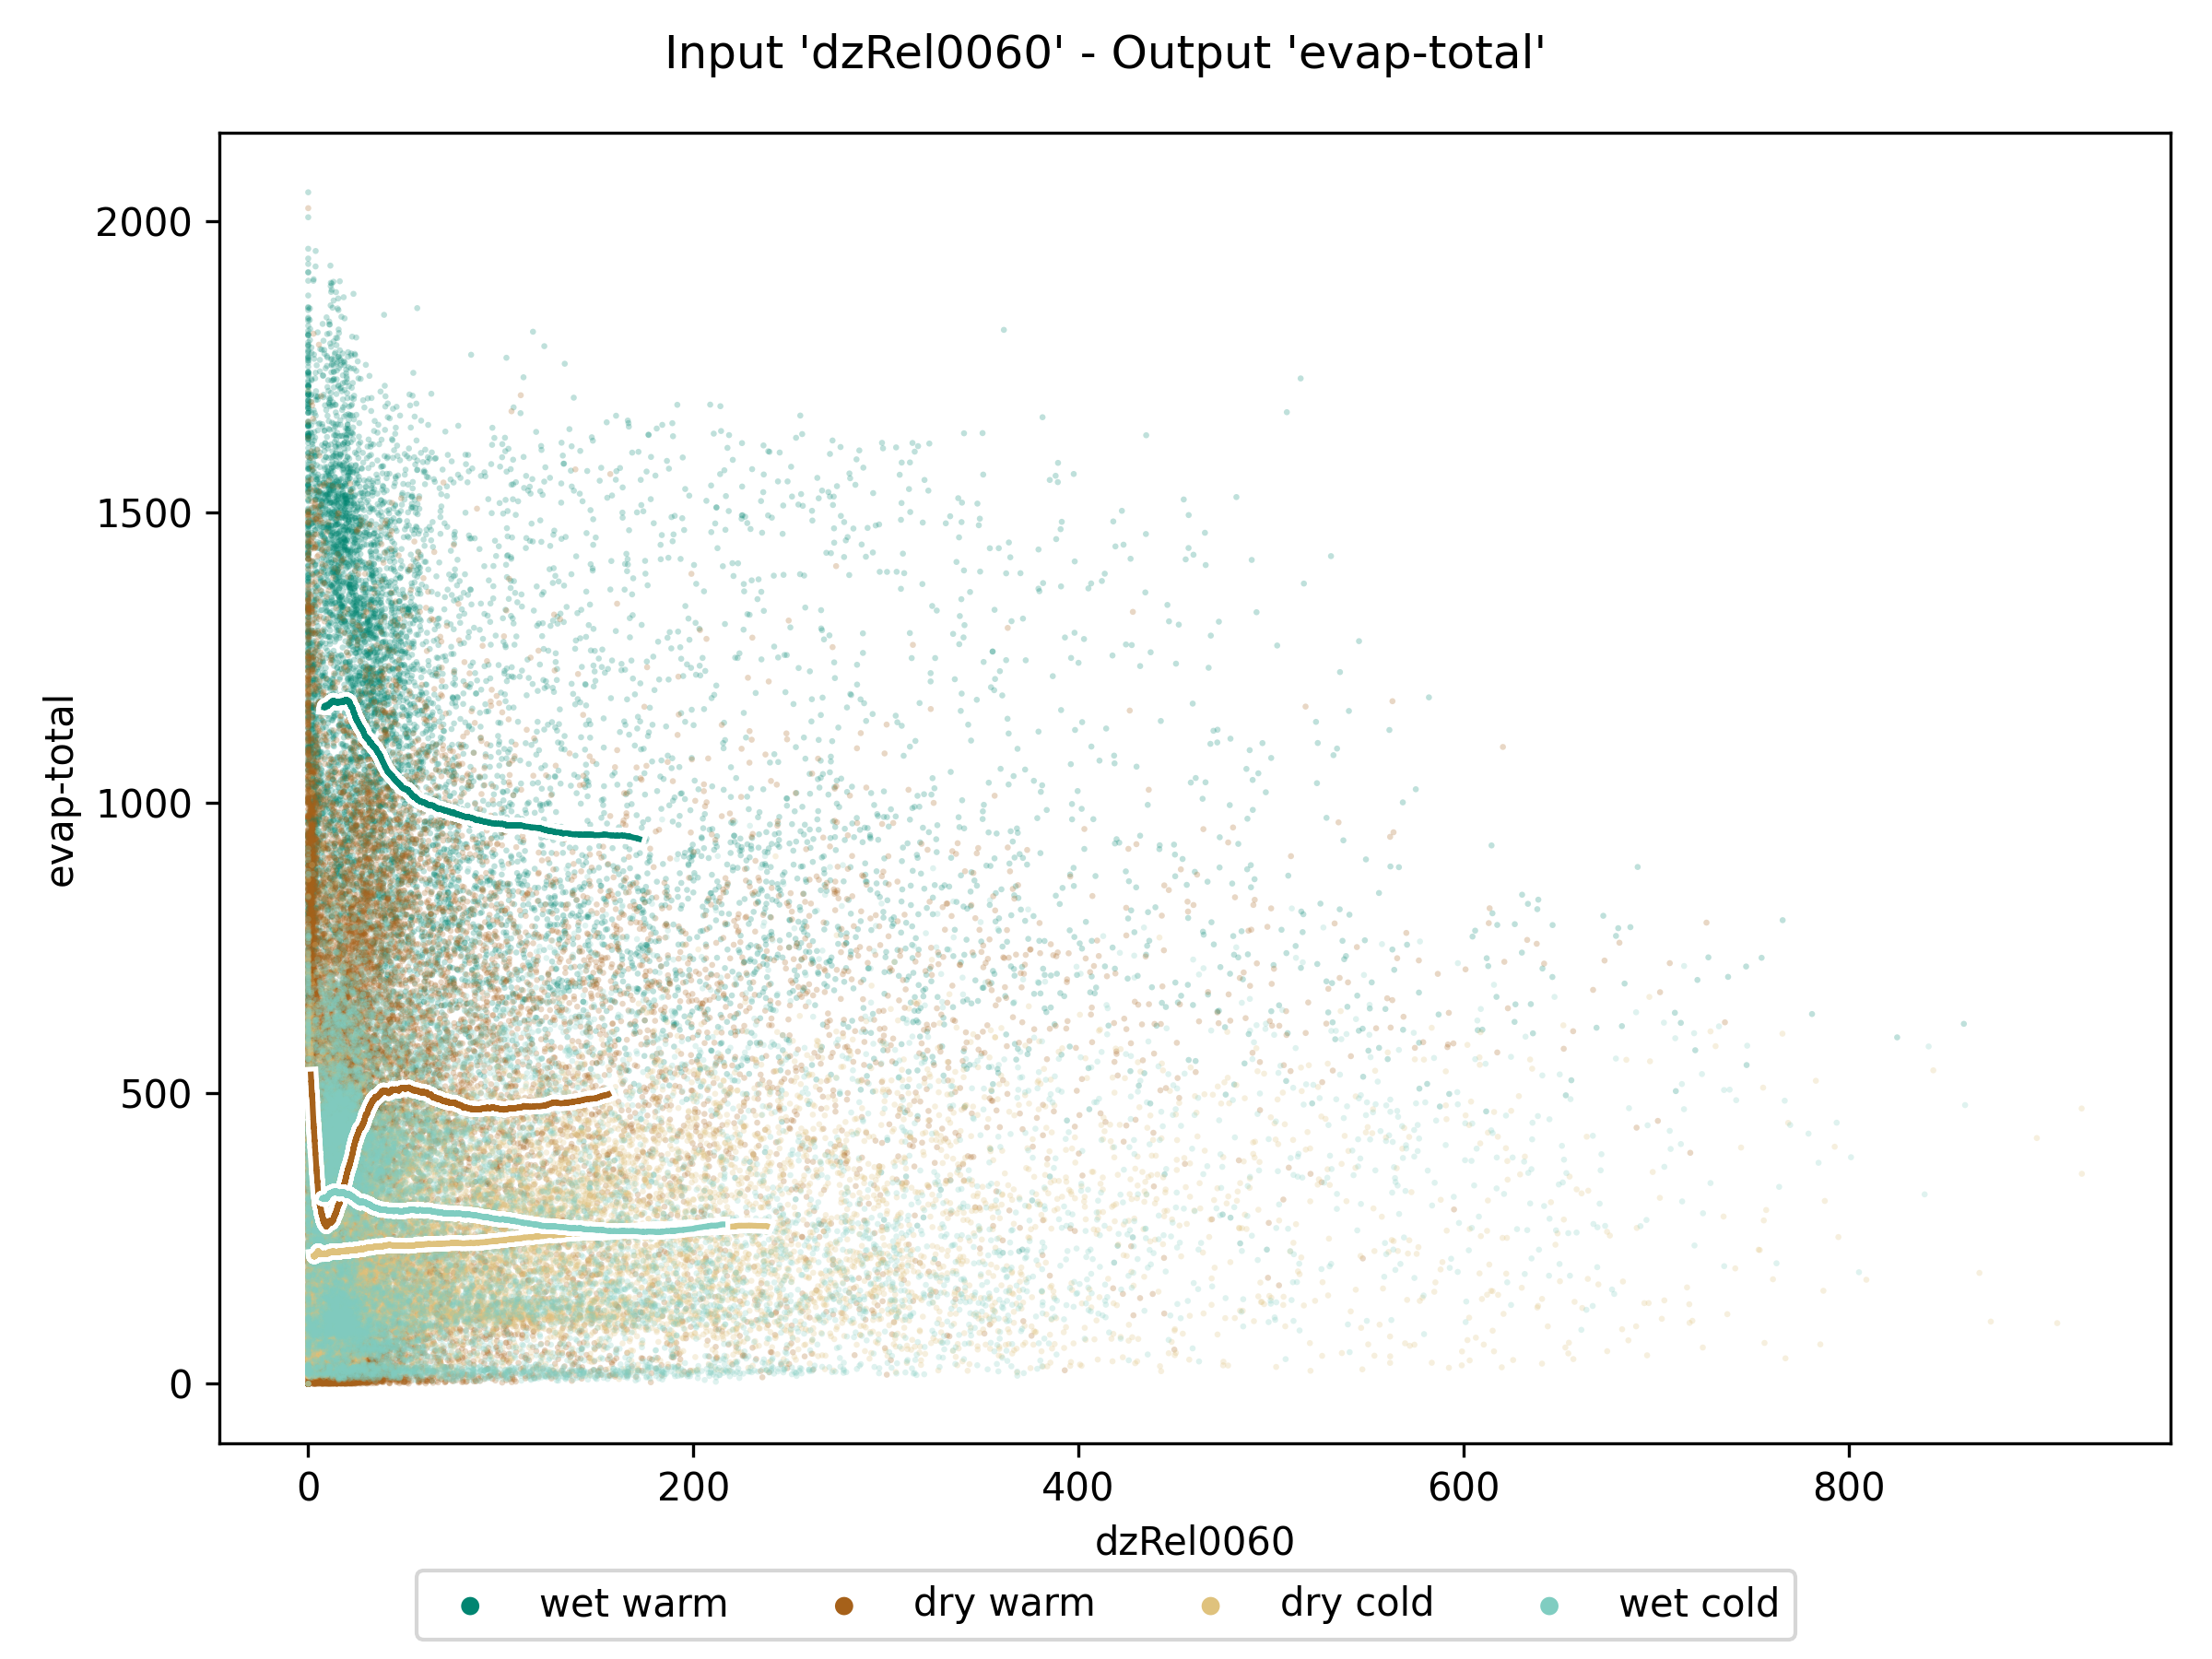 Input 'dzRel0060' - Output 'evap-total'
2000
1500
1000
500
0
evap-total
0 200 400 600 800
dzRel0060
wet warm dry warm dry cold wet cold